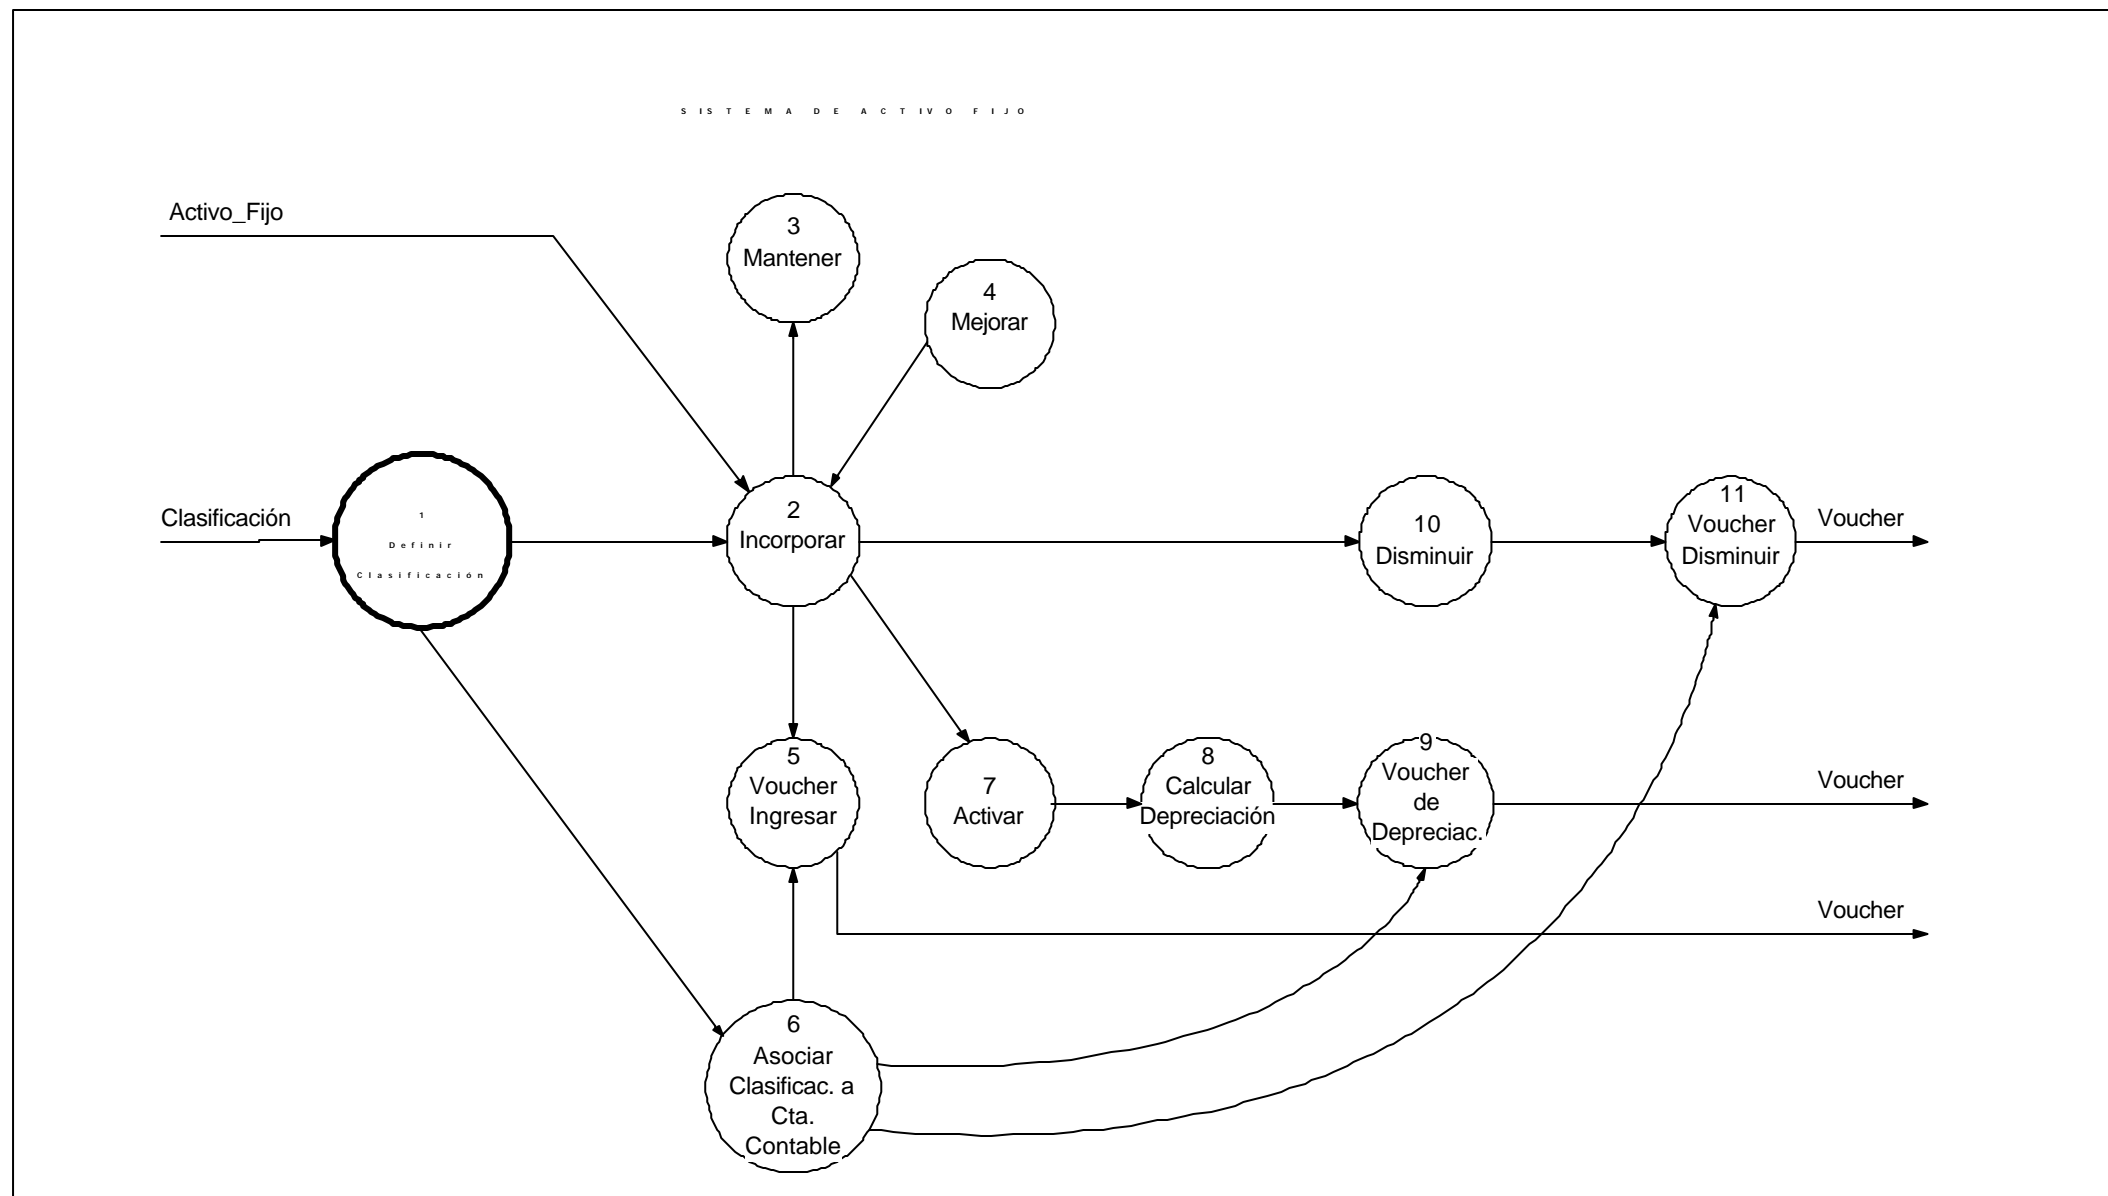 SISTEMA DE ACTIVO FIJO
Activo_Fijo
3
Mantener
4
Mejorar
Clasificación
1
Definir
Clasificación
2
Incorporar
10
Disminuir
11
Voucher
Disminuir
Voucher
5
Voucher
Ingresar
7
Activar
8
Calcular
Depreciación
9
Voucher
de
Depreciac.
Voucher
Voucher
6
Asociar
Clasificac. a
Cta.
Contable